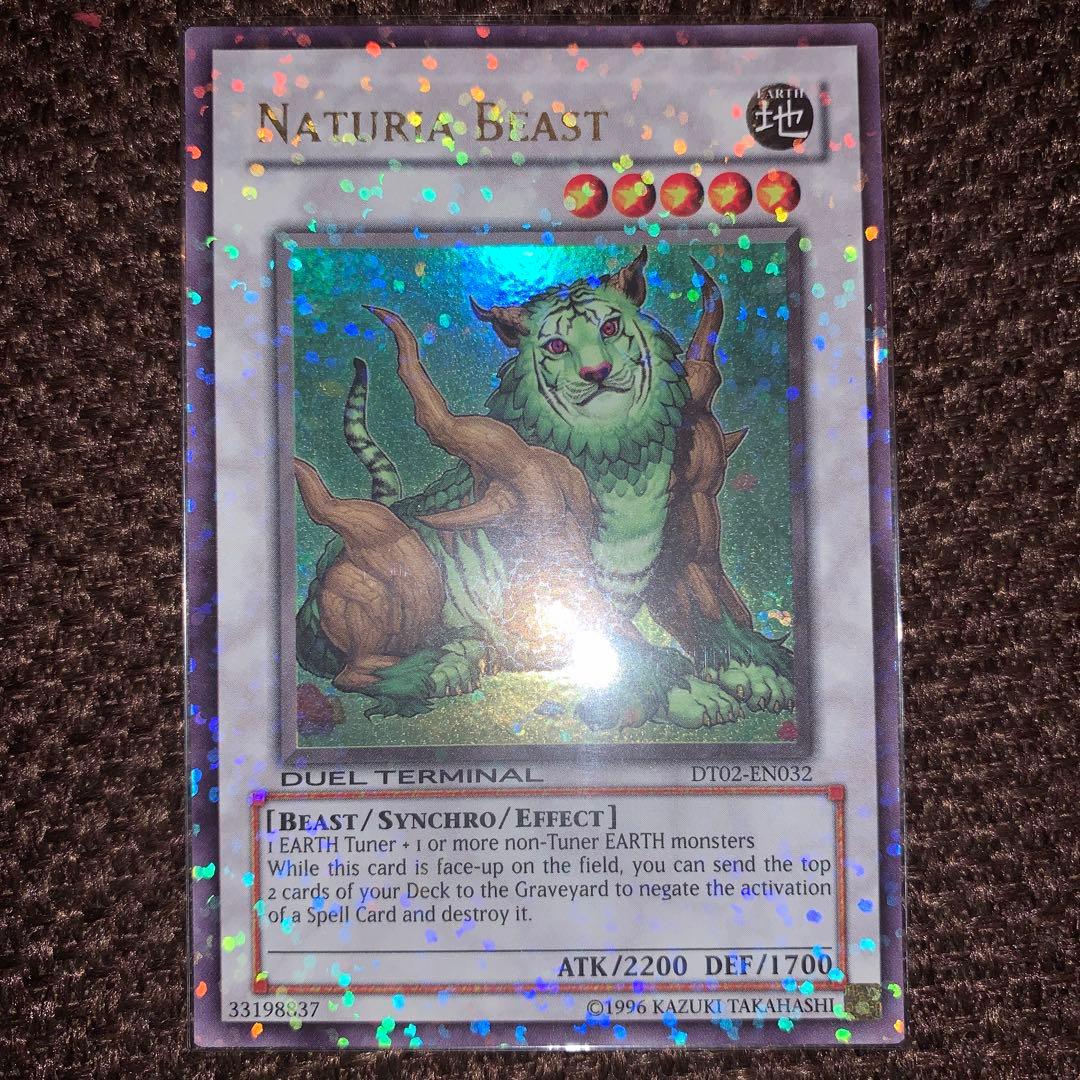 NATURIA BEAST
EARTH
地
DUEL TERMINAL
DT02-EN032
[BEAST/SYNCHRO/EFFECT]
1 EARTH Tuner + 1 or more non-Tuner EARTH monsters
While this card is face-up on the field, you can send the top
2 cards of your Deck to the Graveyard to negate the activation
of a Spell Card and destroy it.
ATK/2200 DEF/1700
33198837
©1996 KAZUKI TAKAHASHI